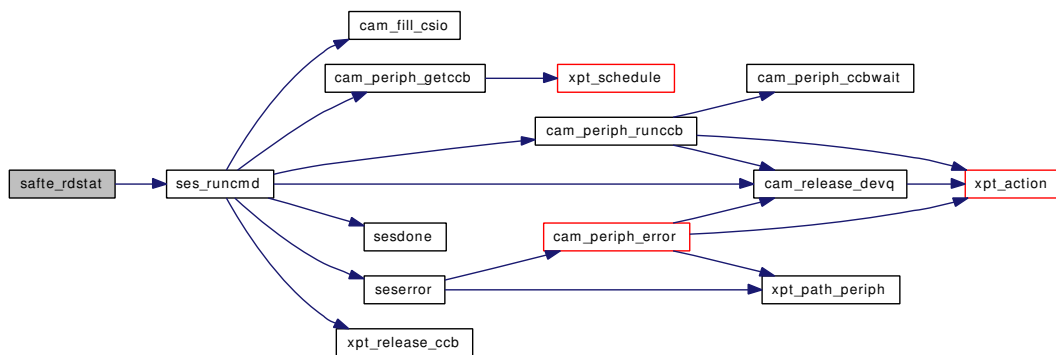 cam_fill_csio
cam_periph_getccb
xpt_schedule
cam_periph_ccbwait
cam_periph_runccb
safte_rdstat
ses_runcmd
cam_release_devq
xpt_action
sesdone
cam_periph_error
seserror
xpt_path_periph
xpt_release_ccb